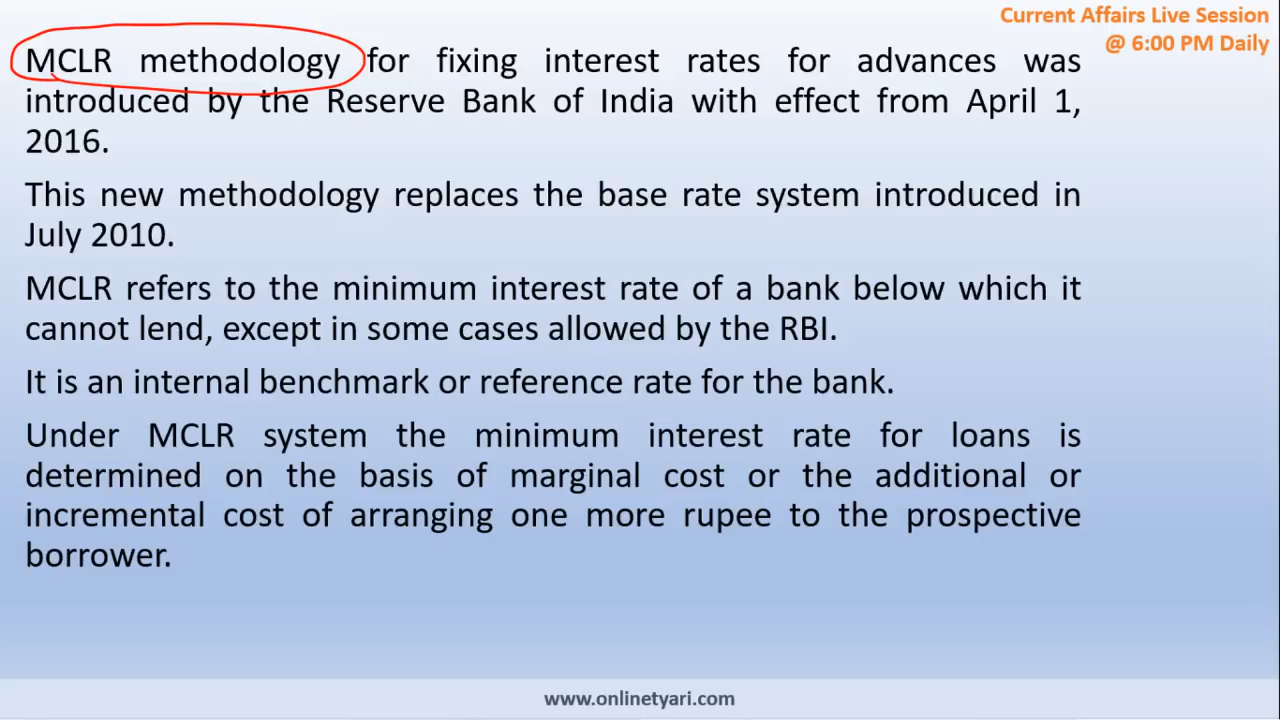 Current Affairs Live Session
@ 6:00 PM Daily
MCLR methodology for fixing interest rates for advances was
introduced by the Reserve Bank of India with effect from April 1,
2016.
This new methodology replaces the base rate system introduced in
July 2010.
MCLR refers to the minimum interest rate of a bank below which it
cannot lend, except in some cases allowed by the RBI.
It is an internal benchmark or reference rate for the bank.
Under MCLR system the minimum interest rate for loans is
determined on the basis of marginal cost or the additional or
incremental cost of arranging one more rupee to the prospective
borrower.
www.onlinetyari.com